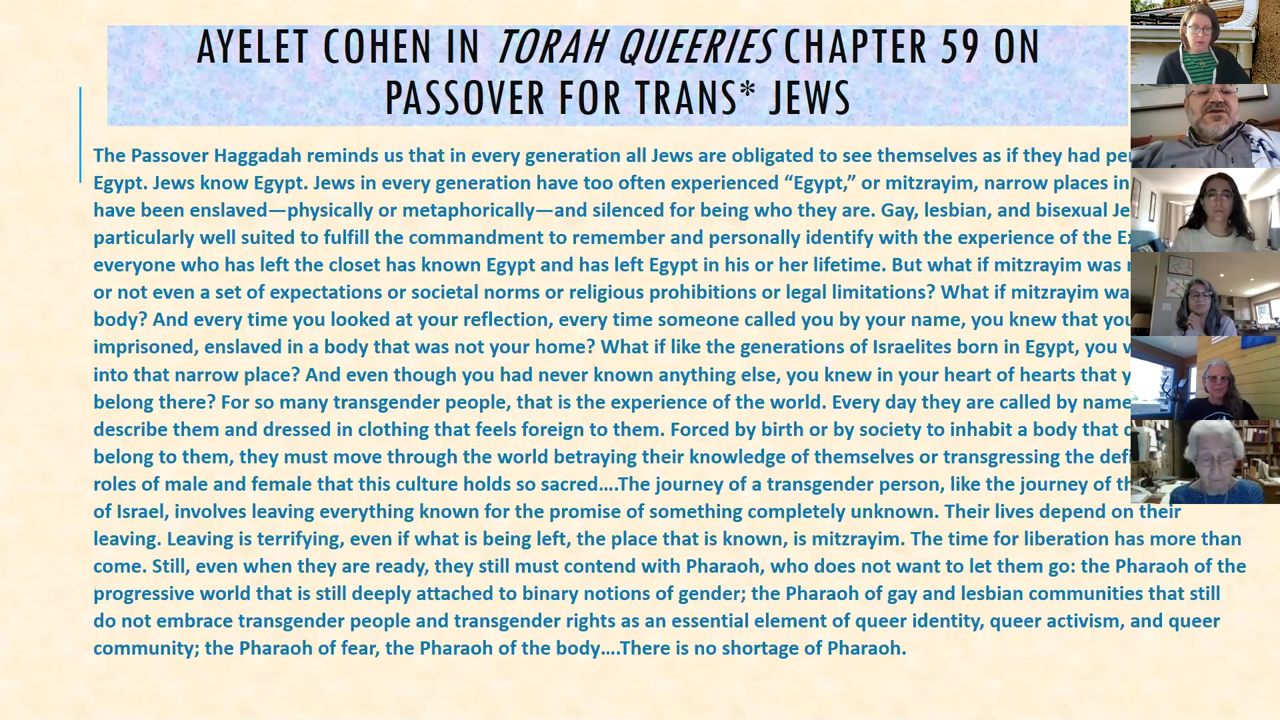 AYELET COHEN IN TORAH QUEERIES CHAPTER 59 ON
PASSOVER FOR TRANS* JEWS
The Passover Haggadah reminds us that in every generation all Jews are obligated to see themselves as if they had
Egypt. Jews know Egypt. Jews in every generation have too often experienced “Egypt,” or mitzrayim, narrow places in
have been enslaved—physically or metaphorically—and silenced for being who they are. Gay, lesbian, and bisexual
particularly well suited to fulfill the commandment to remember and personally identify with the experience of the
everyone who has left the closet has known Egypt and has left Egypt in his or her lifetime. But what if mitzrayim was
or not even a set of expectations or societal norms or religious prohibitions or legal limitations? What if mitzrayim
body? And every time you looked at your reflection, every time someone called you by your name, you knew that
imprisoned, enslaved in a body that was not your home? What if like the generations of Israelites born in Egypt, you
into that narrow place? And even though you had never known anything else, you knew in your heart of hearts that
belong there? For so many transgender people, that is the experience of the world. Every day they are called by
describe them and dressed in clothing that feels foreign to them. Forced by birth or by society to inhabit a body that
belong to them, they must move through the world betraying their knowledge of themselves or transgressing the
roles of male and female that this culture holds so sacred....The journey of a transgender person, like the journey of
of Israel, involves leaving everything known for the promise of something completely unknown. Their lives depend on their
leaving. Leaving is terrifying, even if what is being left, the place that is known, is mitzrayim. The time for liberation has more than
come. Still, even when they are ready, they still must contend with Pharaoh, who does not want to let them go: the Pharaoh of the
progressive world that is still deeply attached to binary notions of gender; the Pharaoh of gay and lesbian communities that still
do not embrace transgender people and transgender rights as an essential element of queer identity, queer activism, and queer
community; the Pharaoh of fear, the Pharaoh of the body....There is no shortage of Pharaoh.